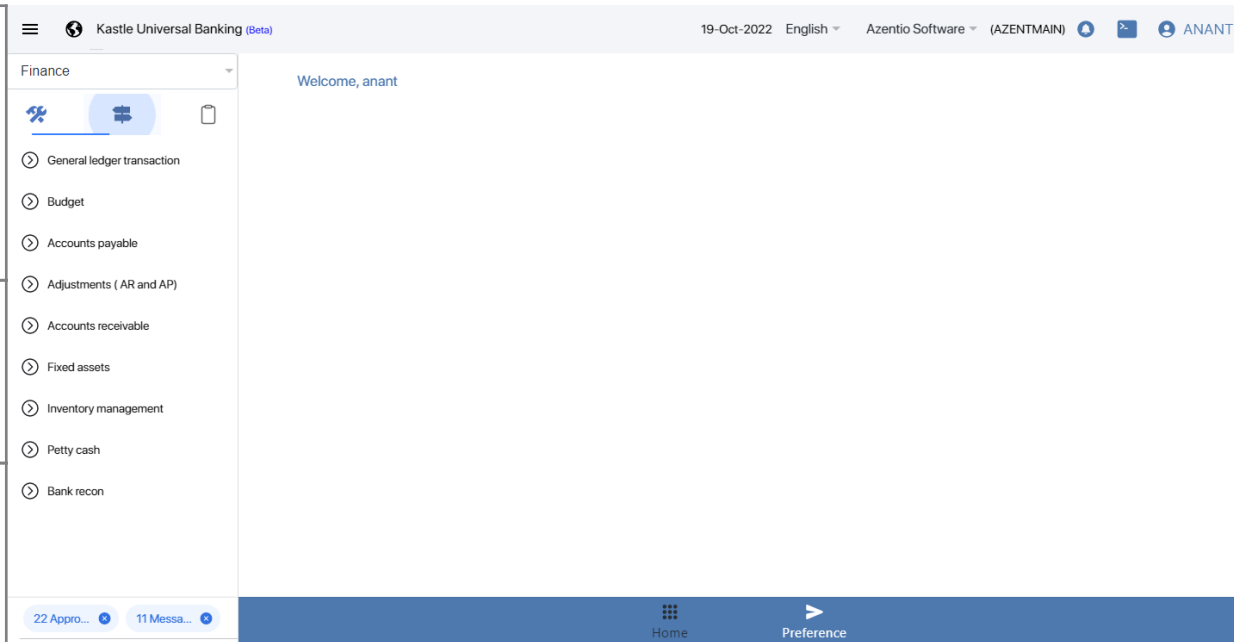 Kastle Universal Banking (Beta)
19-Oct-2022 English Azentio Software (AZENTMAIN) ANANT
Finance
Welcome, anant
General ledger transaction
Budget
Accounts payable
Adjustments ( AR and AP)
Accounts receivable
Fixed assets
Inventory management
Petty cash
Bank recon
22 Appro... 11 Messa...
Home Preference